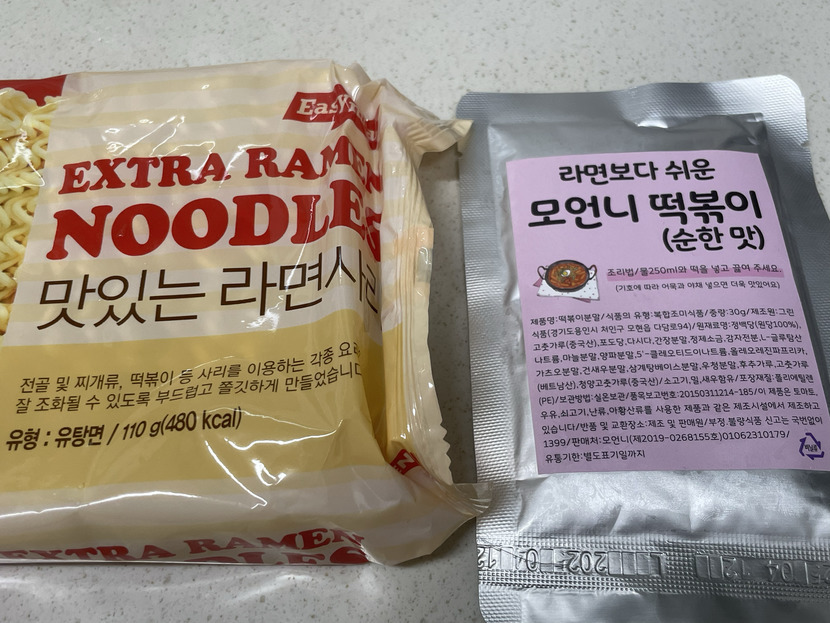 EXTRA RAMEN
NOODLES
맛있는 라면사리
전골 및 찌개류, 떡볶이 등 사리를 이용하는 각종
잘 조화될 수 있도록 부드럽고 쫄깃하게 만들었습니다
유형 : 유탕면 / 110 g(480 kcal)
EXTRA RAMEN
라면보다 쉬운
모언니 떡볶이
(순한 맛)
조리법/물250ml와 떡을 넣고 끓여 주세요.
(기호에 따라 어묵과 야채 넣으면 더욱 맛있어요)
제품명:떡볶이분말/식품의 유형:복합조미식품/중량:30g/제조원:그린
식품(경기도용인시 처인구 모현읍 다담로94)/원재료명:정백당(원당100%),
고춧가루(중국산),포도당,다시다,간장분말,정제소금,감자전분,L-글루탐산
나트륨,마늘분말,양파분말,5'-클레오티드이나트륨,올레오레진파프리카,
가츠오분말,건새우분말,삼게탕베이스분말,우정분말,후추가루,고춧가루
(베트남산),청양고춧가루(중국산)/소고기,밀,새우함유/포장재질:폴리에틸렌
(PE)/보관방법:실온보관/품목보고번호:20150311214-185/이 제품은 토마토,
우유,쇠고기,난류,아황산류를 사용한 제품과 같은 제조시설에서 제조하고
있습니다/반품 및 교환장소:제조 및 판매원/부정.불량식품 신고는 국번없이
1399/판매처:모언니(제2019-0268155호)01062310179/
유통기한:별도표기일까지
2025 04 12